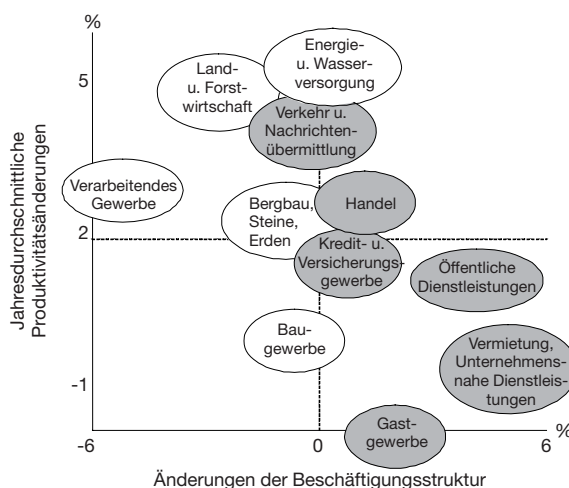 %
5
2
-1
Jahresdurchschnittliche
Produktivitätsänderungen
Energie-
u. Wasser-
versorgung
Land-
u. Forst-
wirtschaft
Verkehr u.
Nachrichten-
übermittlung
Verarbeitendes
Gewerbe
Bergbau,
Steine,
Erden
Handel
Kredit- u.
Versicherungs-
gewerbe
Öffentliche
Dienstleistungen
Bau-
gewerbe
Vermietung,
Unternehmens-
nahe Dienstleis-
tungen
Gast-
gewerbe
-6
0
6
%
Änderungen der Beschäftigungsstruktur